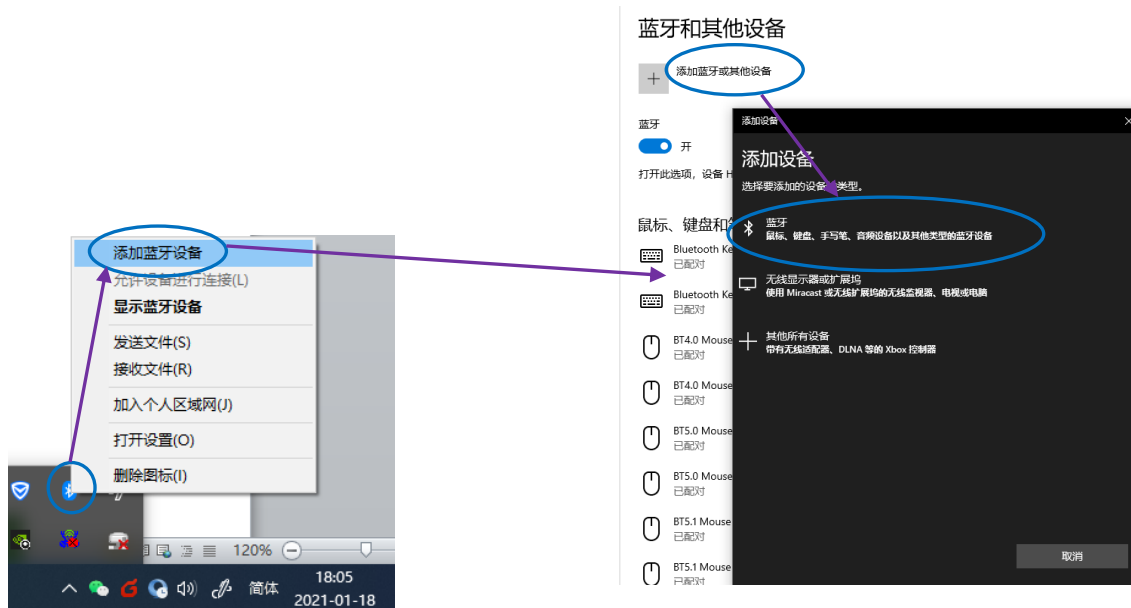 添加蓝牙设备
允许设备进行连接(L)
显示蓝牙设备
发送文件(S)
接收文件(R)
加入个人区域网(J)
打开设置(O)
删除图标(I)
120%
简体
18:05
2021-01-18
蓝牙和其他设备
添加蓝牙或其他设备
蓝牙
开
打开此选项，设备
鼠标、键盘和
Bluetooth
已配对
Bluetooth
已配对
BT4.0 Mouse
已配对
BT4.0 Mouse
已配对
BT5.0 Mouse
已配对
BT5.0 Mouse
已配对
BT5.1 Mouse
已配对
BT5.1 Mouse
已配对
添加设备
添加设备
选择要添加的设备的类型。
蓝牙
鼠标、键盘、手写笔、音频设备以及其他类型的蓝牙设备
无线显示器或扩展坞
使用 Miracast 或无线扩展坞的无线监视器、电视或电脑
其他所有设备
带有无线适配器、DLNA 等的 Xbox 控制器
取消